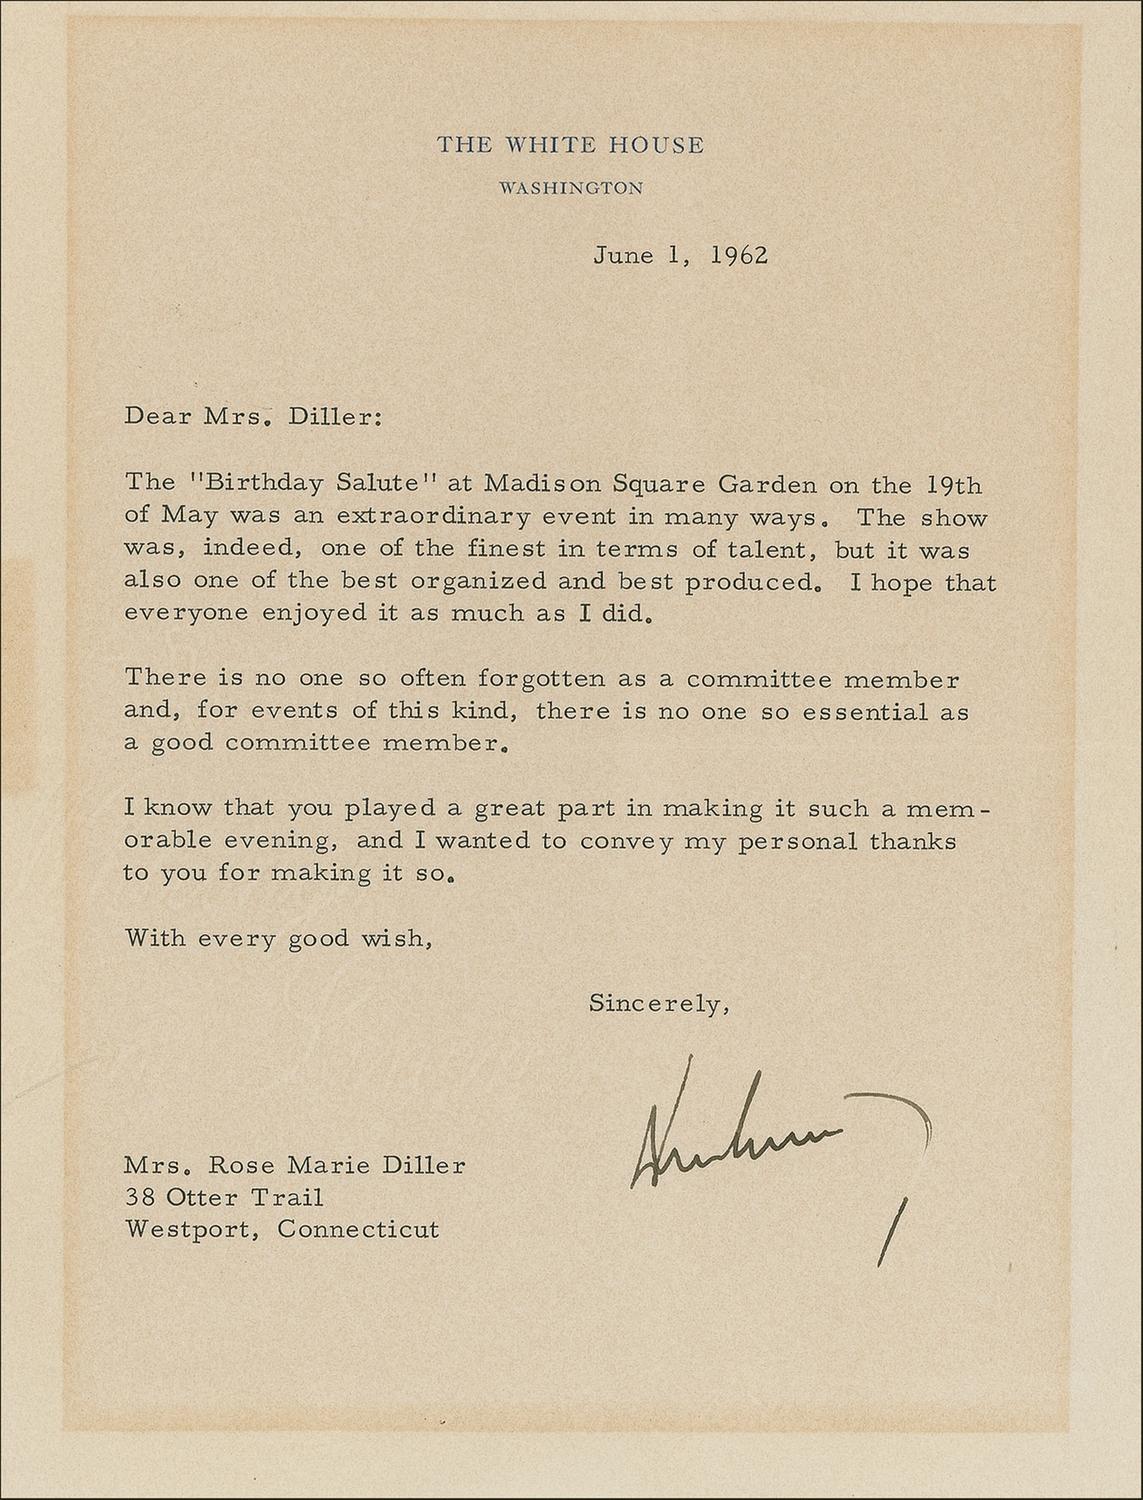 THE WHITE HOUSE
WASHINGTON
June 1, 1962
Dear Mrs. Diller:
The "Birthday Salute" at Madison Square Garden on the 19th
of May was an extraordinary event in many ways. The show
was, indeed, one of the finest in terms of talent, but it was
also one of the best organized and best produced. I hope that
everyone enjoyed it as much as I did.
There is no one so often forgotten as a committee member
and, for events of this kind, there is no one so essential as
a good committee member.
I know that you played a great part in making it such a mem-
orable evening, and I wanted to convey my personal thanks
to you for making it so.
With every good wish,
Sincerely,
Mrs. Rose Marie Diller
38 Otter Trail
Westport, Connecticut